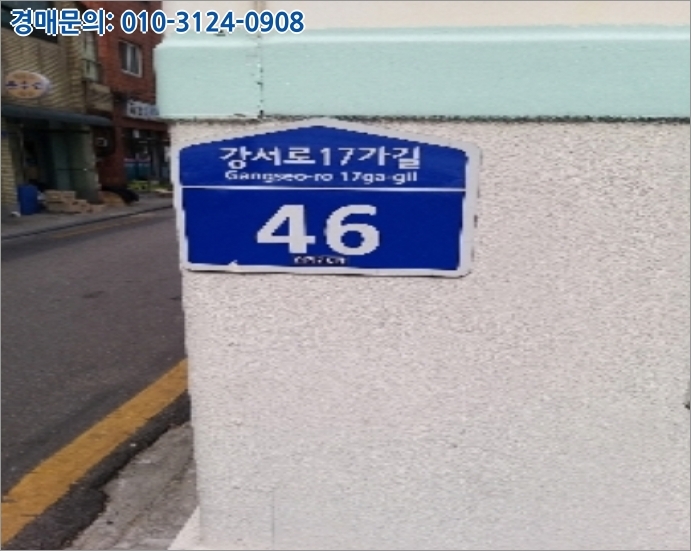 경매문의: 010-3124-0908
강서로17가길
Gangseo-ro 17ga-gil
46